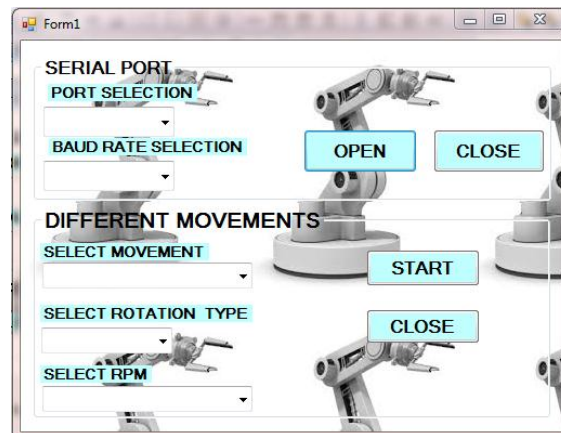 Form1
SERIAL PORT
PORT SELECTION
BAUD RATE SELECTION
OPEN
CLOSE
DIFFERENT MOVEMENTS
SELECT MOVEMENT
START
SELECT ROTATION TYPE
CLOSE
SELECT RPM